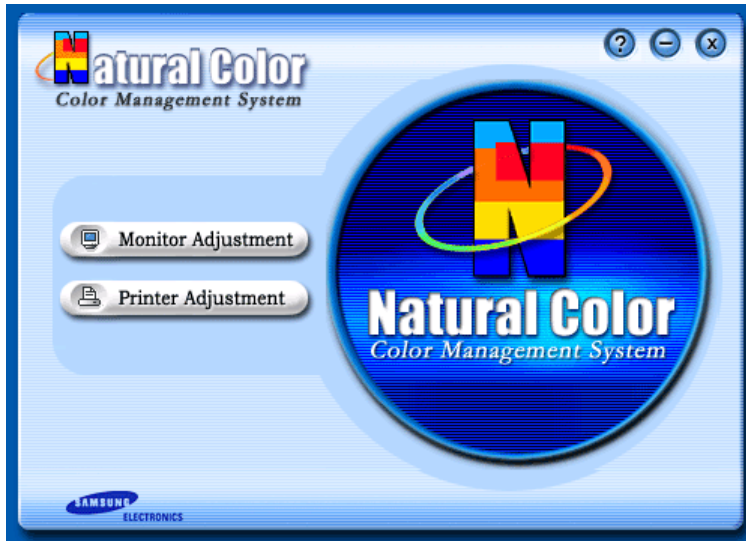 Natural Color
Color Management System
? − x
Monitor Adjustment
Printer Adjustment
N
Natural Color
Color Management System
SAMSUNG
ELECTRONICS